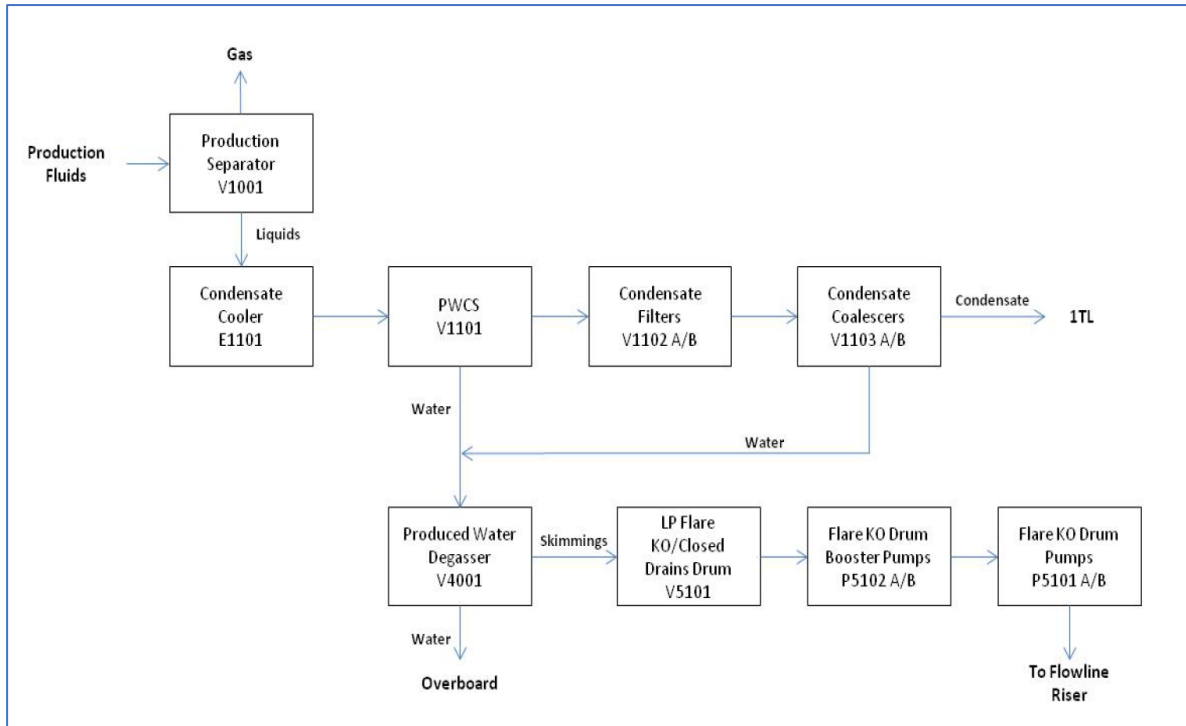 Gas
Production
Fluids
Production
Separator
V1001
Liquids
Condensate
Cooler
E1101
PWCS
V1101
Condensate
Filters
V1102 A/B
Condensate
Coalescers
V1103 A/B
Condensate
1TL
Water
Water
Produced Water
Degasser
V4001
Skimmings
LP Flare
KO/Closed
Drains Drum
V5101
Flare KO Drum
Booster Pumps
P5102 A/B
Flare KO Drum
Pumps
P5101 A/B
Water
Overboard
To Flowline
Riser